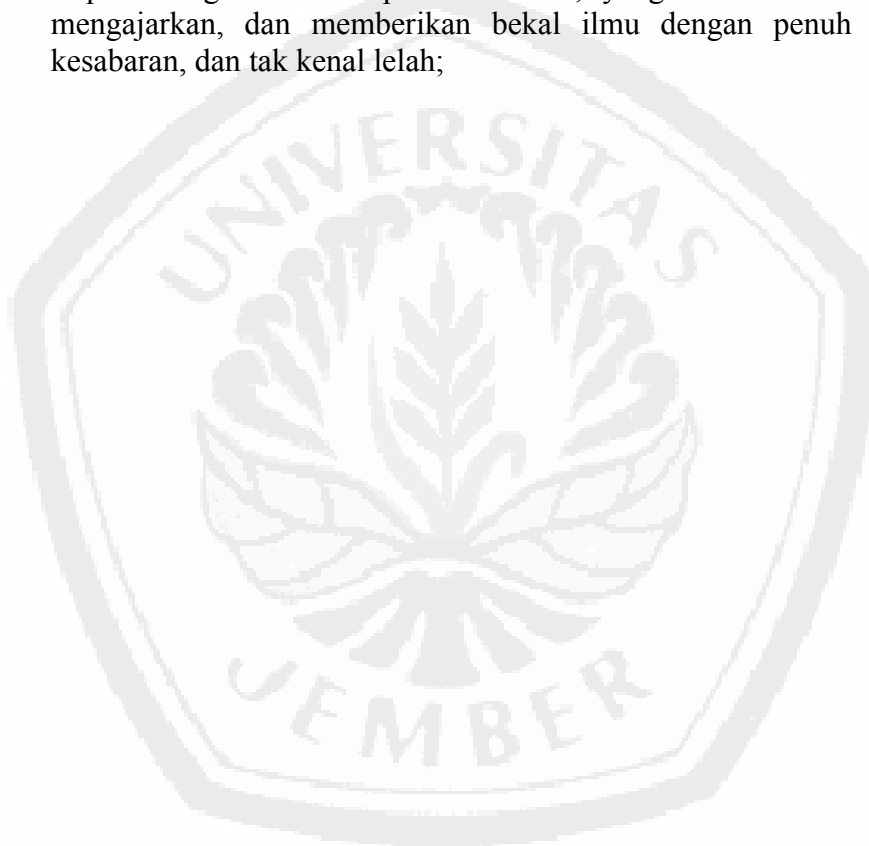 mengajarkan, dan memberikan bekal ilmu dengan penuh
kesabaran, dan tak kenal lelah;
UNIVERSITAS
JEMBER